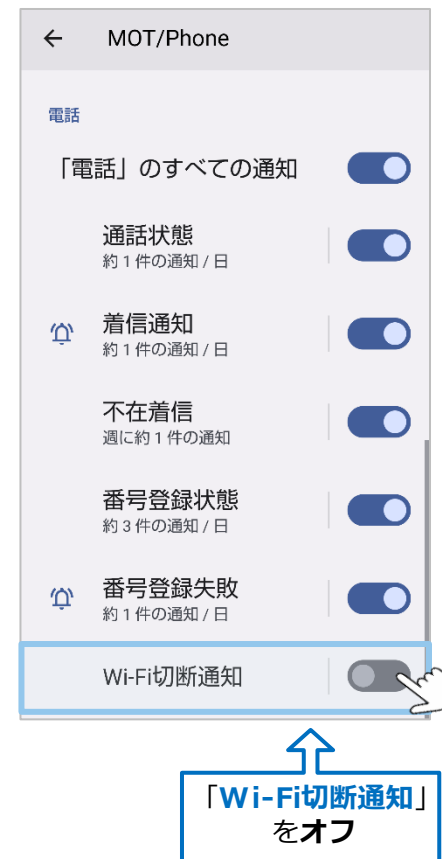 MOT/Phone
電話
「電話」のすべての通知
通話状態
約 1 件の通知 / 日
着信通知
約 1 件の通知 / 日
不在着信
週に約 1 件の通知
番号登録状態
約 3 件の通知 / 日
番号登録失敗
約 1 件の通知 / 日
Wi-Fi切断通知
「Wi-Fi切断通知」
をオフ